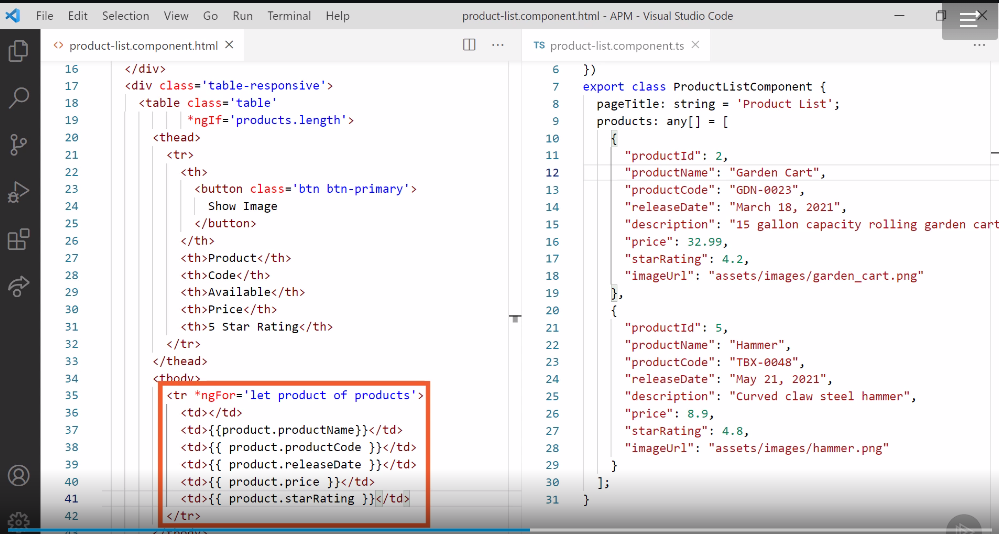 File Edit Selection View Go Run Terminal Help product-list.component.html - APM - Visual Studio Code
<> product-list.component.html ×
16 </div>
17 <div class='table-responsive'>
18 <table class='table'
19 *ngIf='products.length'>
20 <thead>
21 <tr>
22 <th>
23 <button class='btn btn-primary'>
24 Show Image
25 </button>
26 </th>
27 <th>Product</th>
28 <th>Code</th>
29 <th>Available</th>
30 <th>Price</th>
31 <th>5 Star Rating</th>
32 </tr>
33 </thead>
34 <tbody>
35 <tr *ngFor='let product of products'>
36 <td></td>
37 <td>{{product.productName}}</td>
38 <td>{{ product.productCode }}</td>
39 <td>{{ product.releaseDate }}</td>
40 <td>{{ product.price }}</td>
41 <td>{{ product.starRating }}</td>
42 </tr>
TS product-list.component.ts ×
6 })
7 export class ProductListComponent {
8 pageTitle: string = 'Product List';
9 products: any[] = [
10 {
11 "productId": 2,
12 "productName": "Garden Cart",
13 "productCode": "GDN-0023",
14 "releaseDate": "March 18, 2021",
15 "description": "15 gallon capacity rolling garden cart
16 "price": 32.99,
17 "starRating": 4.2,
18 "imageUrl": "assets/images/garden_cart.png"
19 },
20 {
21 "productId": 5,
22 "productName": "Hammer",
23 "productCode": "TBX-0048",
24 "releaseDate": "May 21, 2021",
25 "description": "Curved claw steel hammer",
26 "price": 8.9,
27 "starRating": 4.8,
28 "imageUrl": "assets/images/hammer.png"
29 }
30 ];
31 }